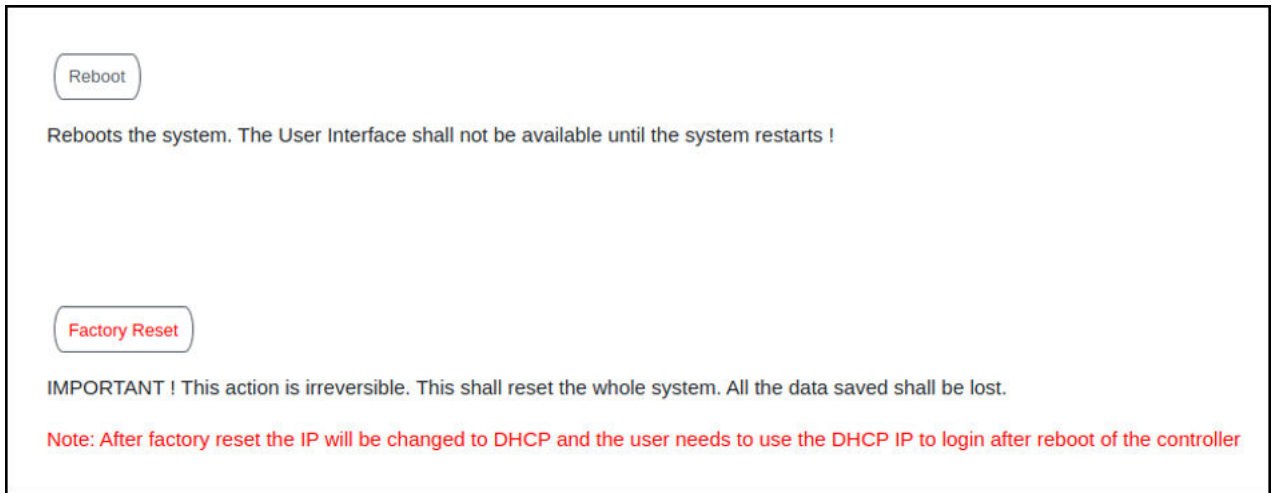 Reboot
Reboots the system. The User Interface shall not be available until the system restarts !
Factory Reset
IMPORTANT ! This action is irreversible. This shall reset the whole system. All the data saved shall be lost.
Note: After factory reset the IP will be changed to DHCP and the user needs to use the DHCP IP to login after reboot of the controller